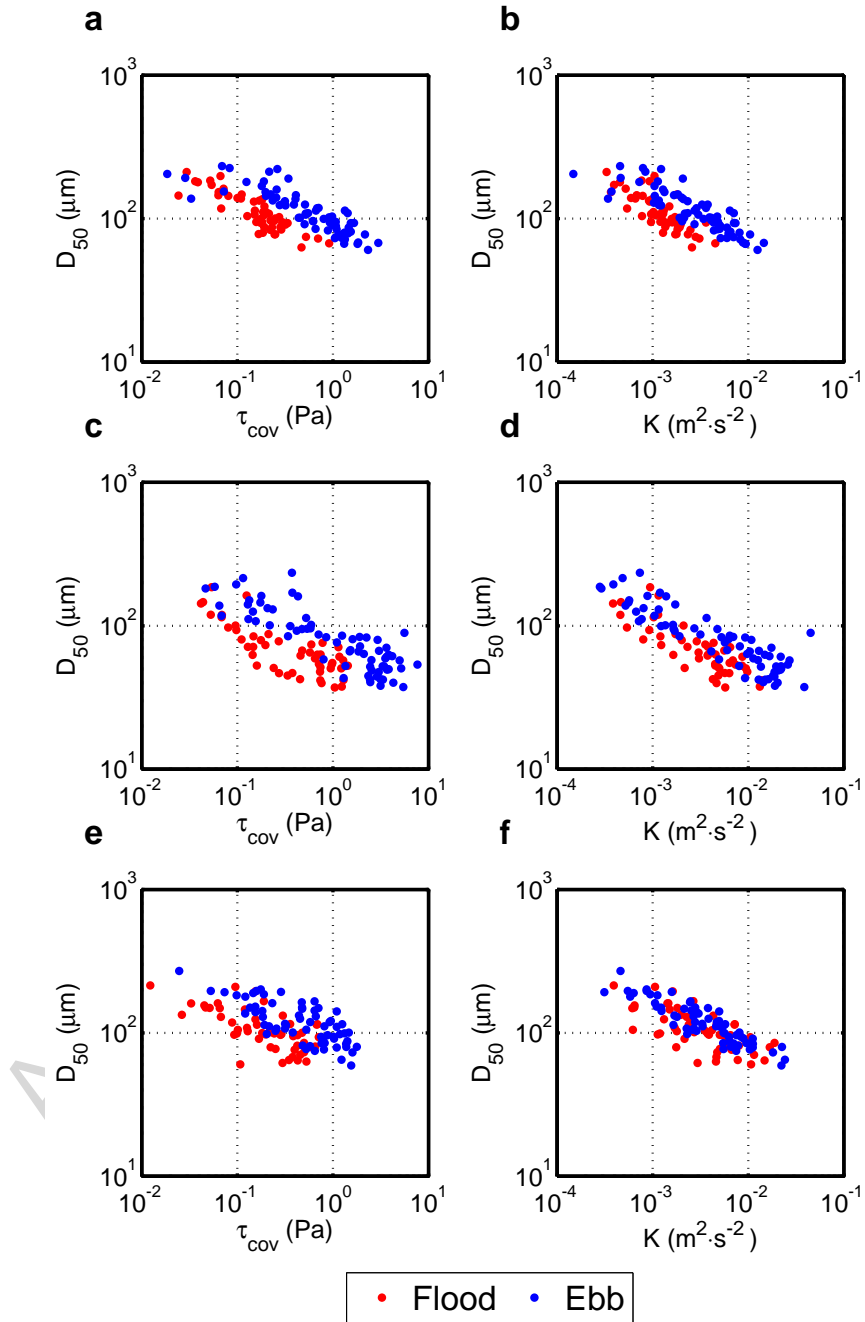 a
b
10³
10³
D₅₀ (μm)
D₅₀ (μm)
10²
10²
10¹
10¹
10⁻² 10⁻¹ 10⁰ 10¹
10⁻⁴ 10⁻³ 10⁻² 10⁻¹
τcov (Pa)
K (m²·s⁻²)
c
d
10³
10³
D₅₀ (μm)
D₅₀ (μm)
10²
10²
10¹
10¹
10⁻² 10⁻¹ 10⁰ 10¹
10⁻⁴ 10⁻³ 10⁻² 10⁻¹
τcov (Pa)
K (m²·s⁻²)
e
f
10³
10³
D₅₀ (μm)
D₅₀ (μm)
10²
10²
10¹
10¹
10⁻² 10⁻¹ 10⁰ 10¹
10⁻⁴ 10⁻³ 10⁻² 10⁻¹
τcov (Pa)
K (m²·s⁻²)
Flood Ebb